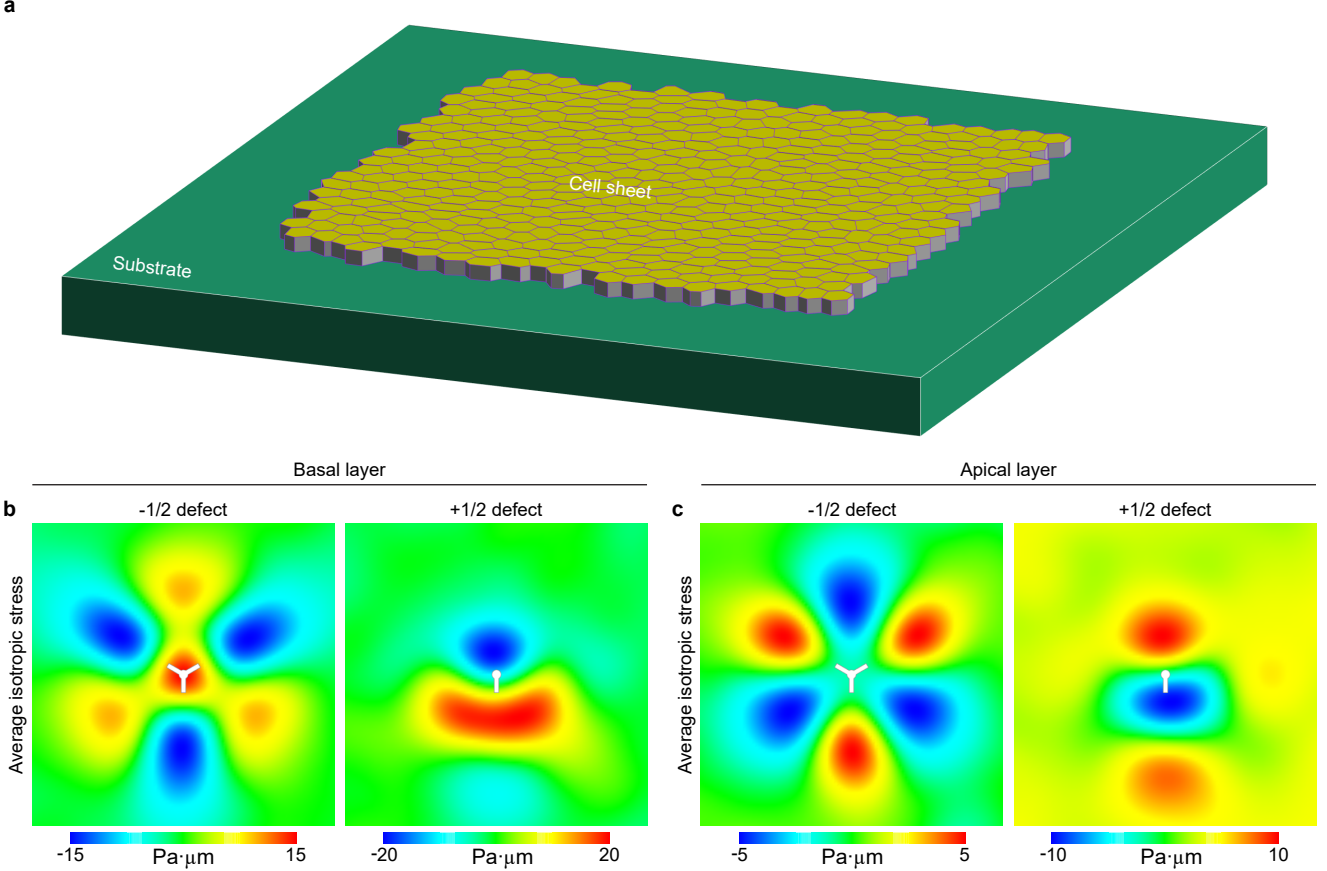 a
Cell sheet
Substrate
Basal layer
Apical layer
b
-1/2 defect
+1/2 defect
c
-1/2 defect
+1/2 defect
Average isotropic stress
Average isotropic stress
-15
Pa·μm
15
-20
Pa·μm
20
-5
Pa·μm
5
-10
Pa·μm
10